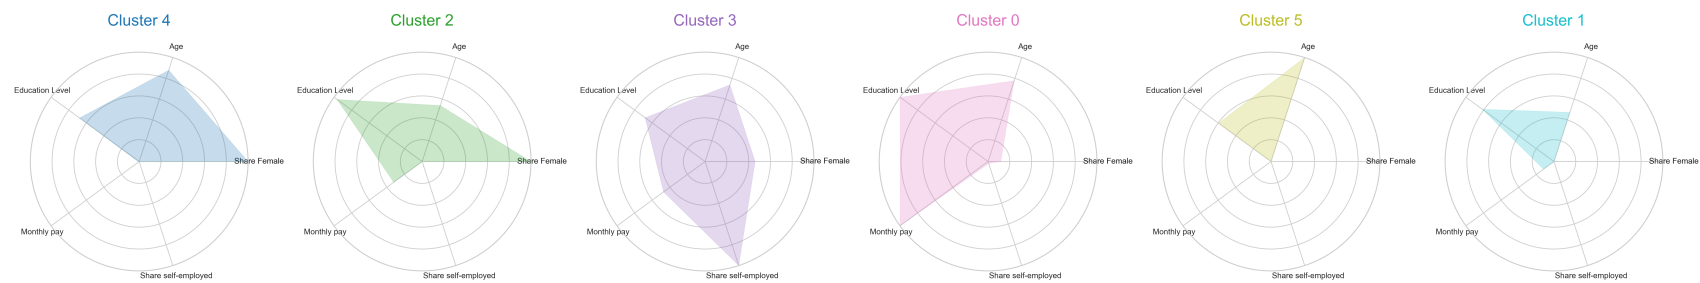 Cluster 4
Age
Education Level
Share Female
Monthly pay
Share self-employed
Cluster 2
Age
Education Level
Share Female
Monthly pay
Share self-employed
Cluster 3
Age
Education Level
Share Female
Monthly pay
Share self-employed
Cluster 0
Age
Education Level
Share Female
Monthly pay
Share self-employed
Cluster 5
Age
Education Level
Share Female
Monthly pay
Share self-employed
Cluster 1
Age
Education Level
Share Female
Monthly pay
Share self-employed